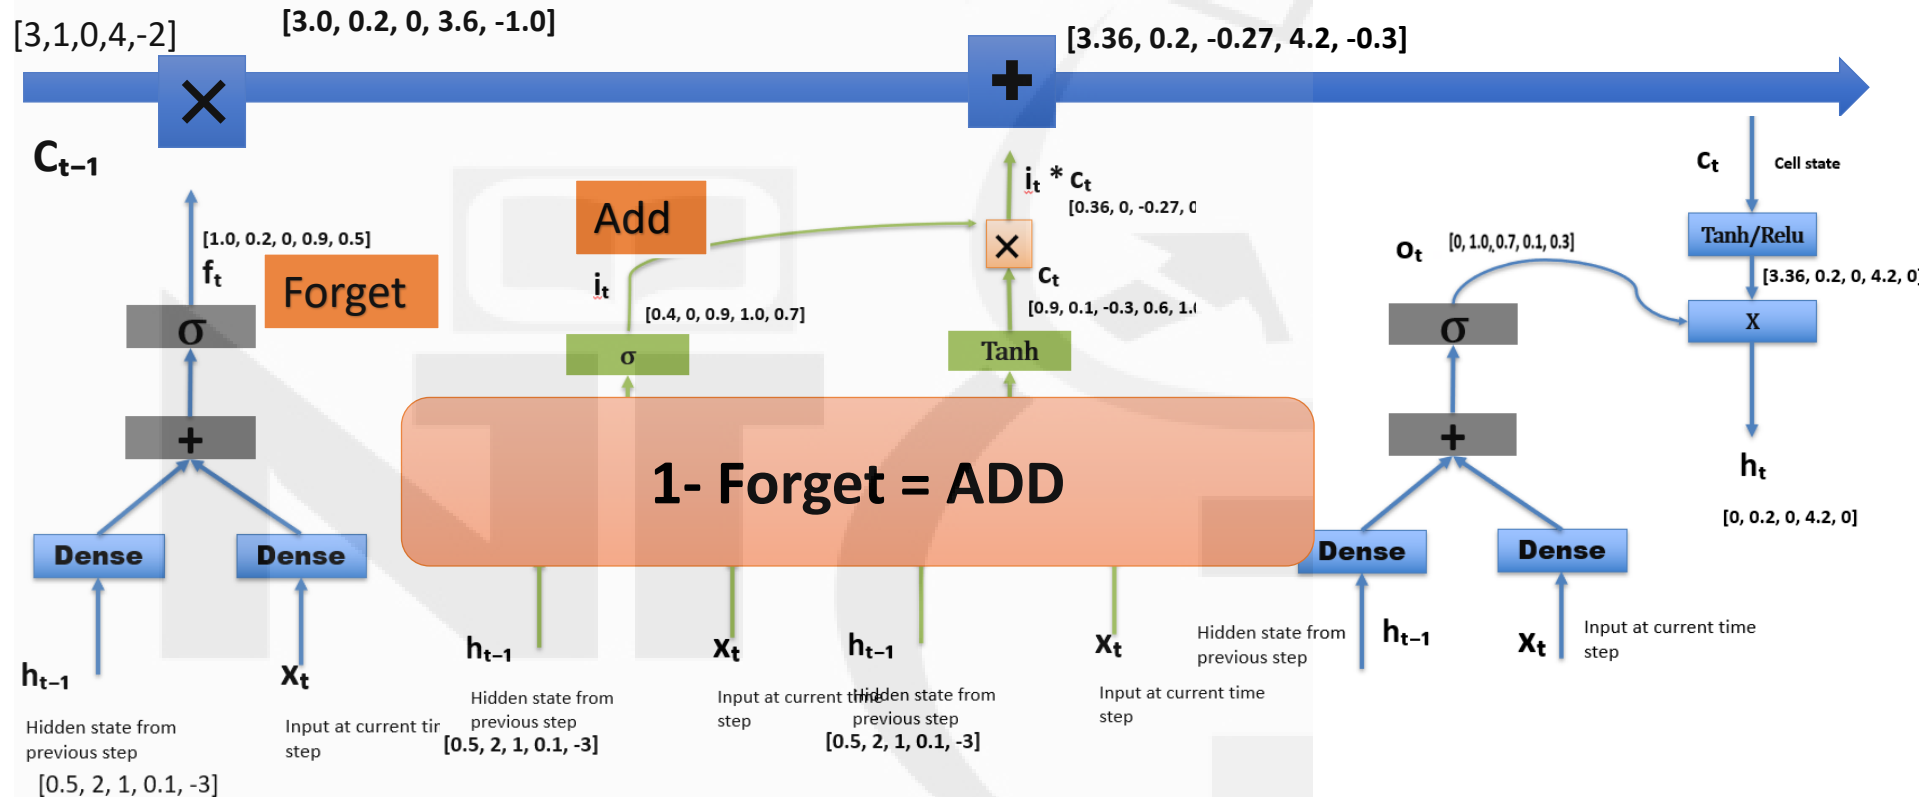 [3,1,0,4,-2]
[3.0, 0.2, 0, 3.6, -1.0]
[3.36, 0.2, -0.27, 4.2, -0.3]
×
+
Cₜ₋₁
[1.0, 0.2, 0, 0.9, 0.5]
fₜ
Forget
σ
+
Dense
Dense
hₜ₋₁
xₜ
Hidden state from
previous step
[0.5, 2, 1, 0.1, -3]
Input at current tir
step
Add
iₜ
[0.4, 0, 0.9, 1.0, 0.7]
σ
iₜ * cₜ
[0.36, 0, -0.27, 0
×
cₜ
[0.9, 0.1, -0.3, 0.6, 1.
Tanh
1- Forget = ADD
hₜ₋₁
Hidden state from
previous step
[0.5, 2, 1, 0.1, -3]
xₜ
Input at current time
step
hₜ₋₁
Hidden state from
previous step
[0.5, 2, 1, 0.1, -3]
xₜ
Input at current time
step
cₜ
Cell state
Tanh/Relu
[3.36, 0.2, 0, 4.2, 0]
oₜ
[0, 1.0, 0.7, 0.1, 0.3]
σ
X
+
hₜ
[0, 0.2, 0, 4.2, 0]
Dense
Dense
Hidden state from
previous step
hₜ₋₁
xₜ
Input at current time
step